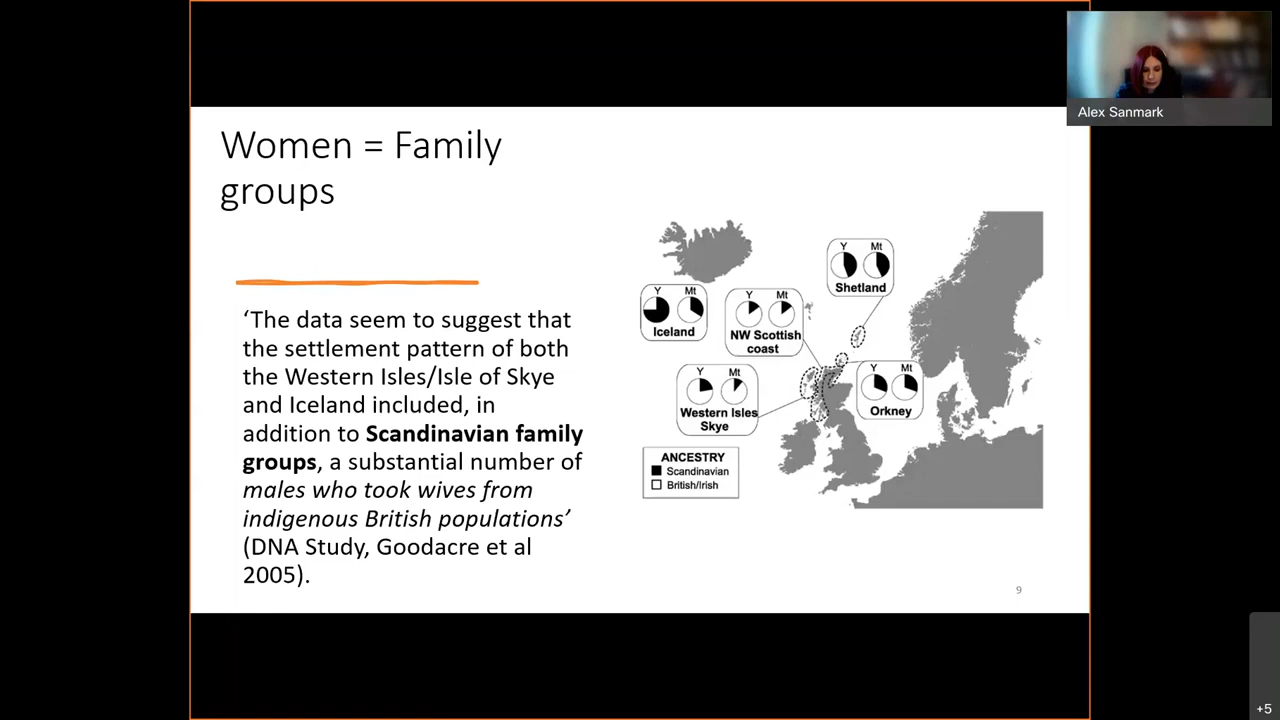 Alex Sanmark
Women = Family
groups
‘The data seem to suggest that
the settlement pattern of both
the Western Isles/Isle of Skye
and Iceland included, in
addition to Scandinavian family
groups, a substantial number of
males who took wives from
indigenous British populations’
(DNA Study, Goodacre et al
2005).
Y Mt
Shetland
Y Mt
Iceland
Y Mt
NW Scottish
coast
Y Mt
Western Isles
Skye
Y Mt
Orkney
ANCESTRY
Scandinavian
British/Irish
9
+5